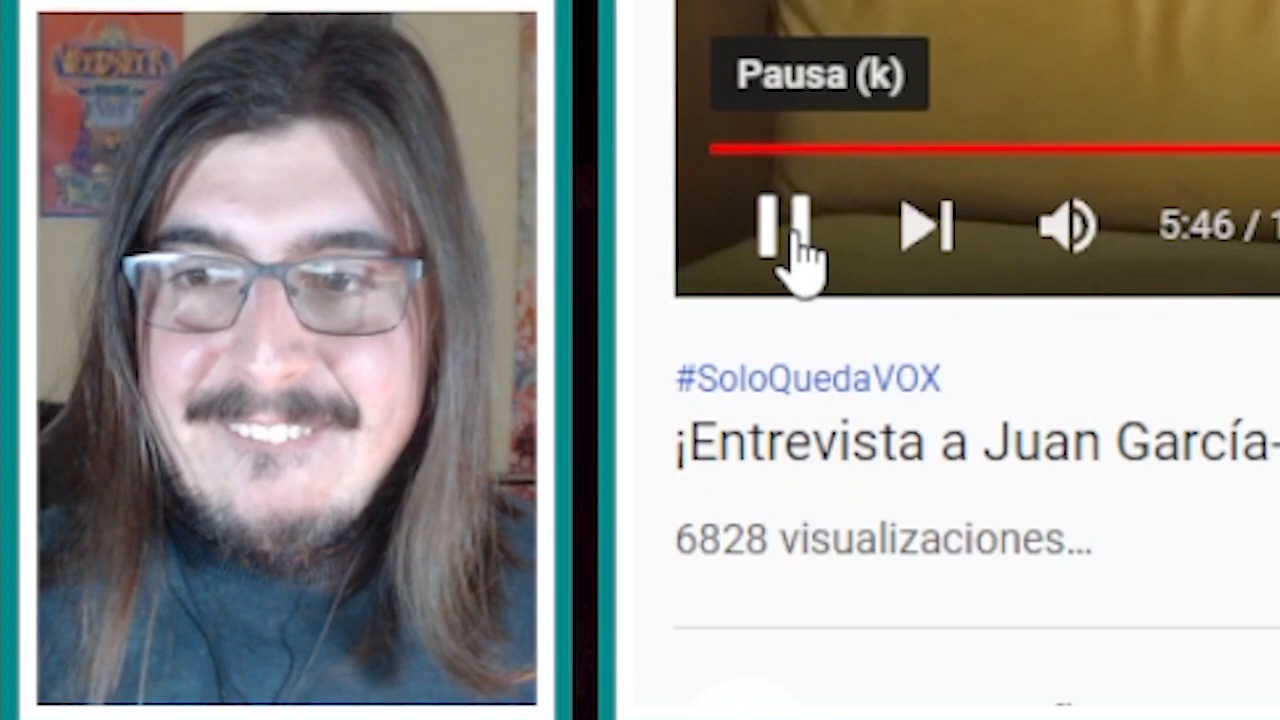 Pausa (k)
5:46 / 1
#SoloQuedaVOX
¡Entrevista a Juan García-
6828 visualizaciones...